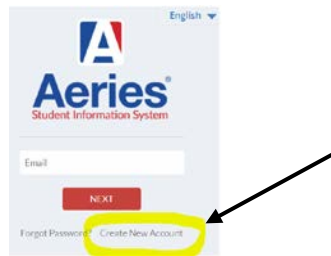 English
Aeries®
Student Information System
Email
NEXT
Forgot Password? Create New Account